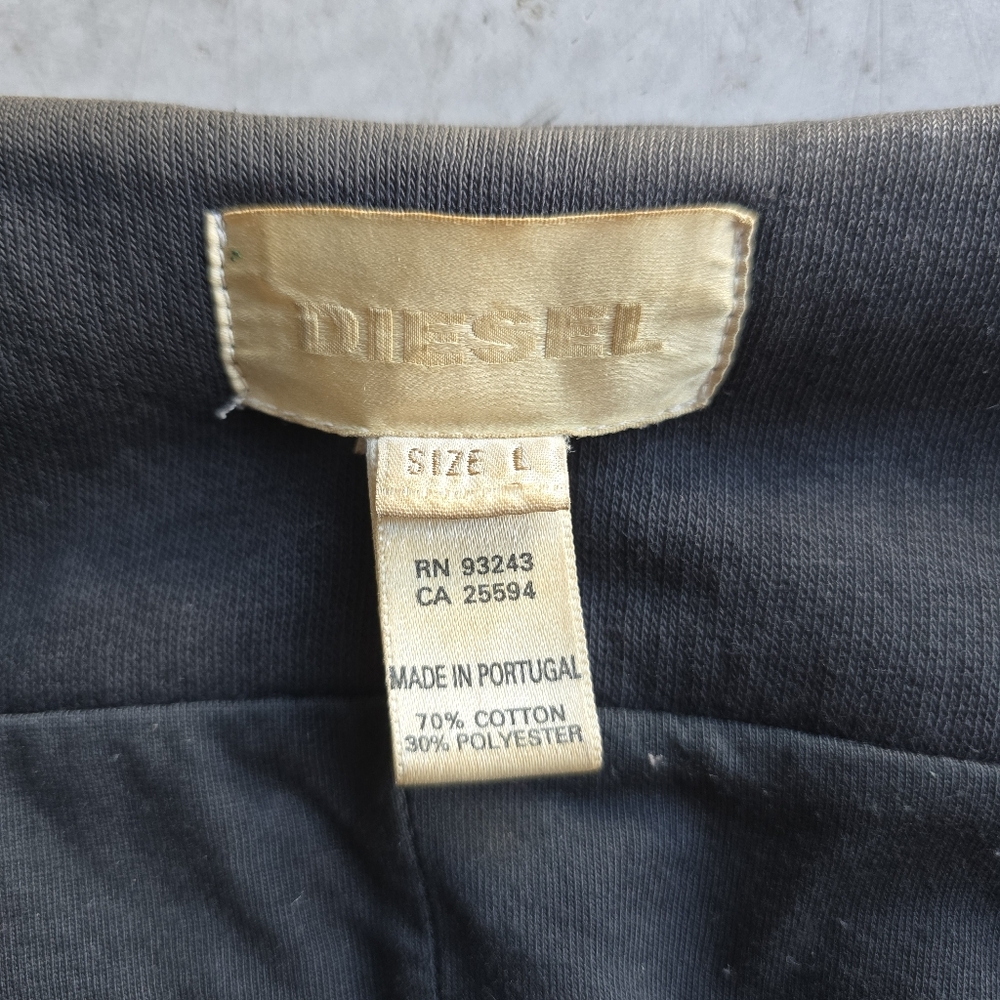 DIESEL
SIZE L
RN 93243
CA 25594
MADE IN PORTUGAL
70% COTTON
30% POLYESTER